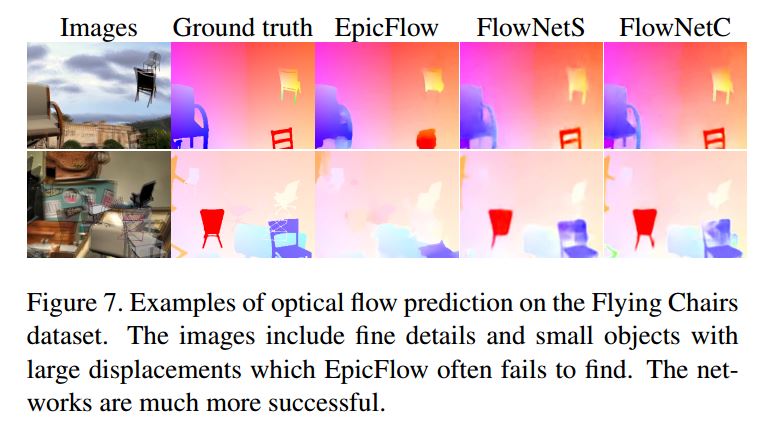 Images Ground truth EpicFlow FlowNetS FlowNetC
Figure 7. Examples of optical flow prediction on the Flying Chairs
dataset. The images include fine details and small objects with
large displacements which EpicFlow often fails to find. The net-
works are much more successful.